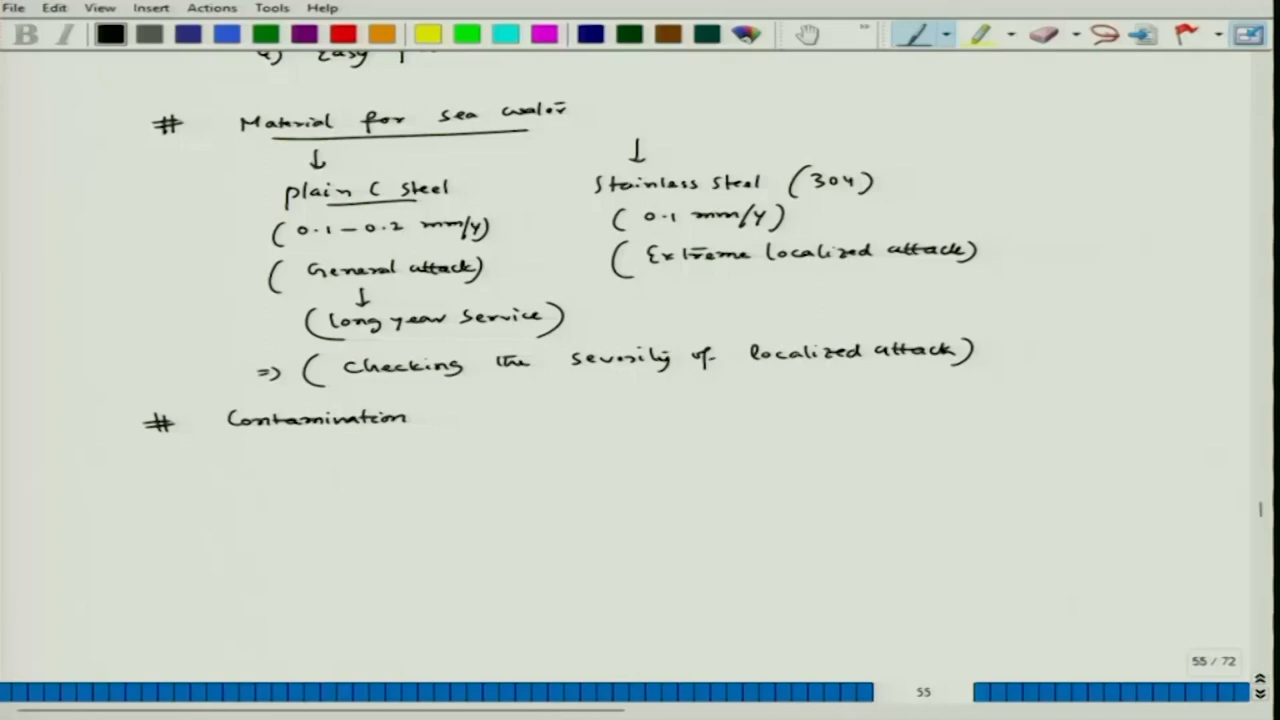 File Edit View Insert Actions Tools Help
B I
4) Easy
# Material for sea water
↓ ↓
plain C steel Stainless steel (304)
(0.1 - 0.2 mm/y) (0.1 mm/y)
(General attack) (Extreme localized attack)
↓
(long year service)
⇒ (Checking the severity of localized attack)
# Contamination
55 / 72
55